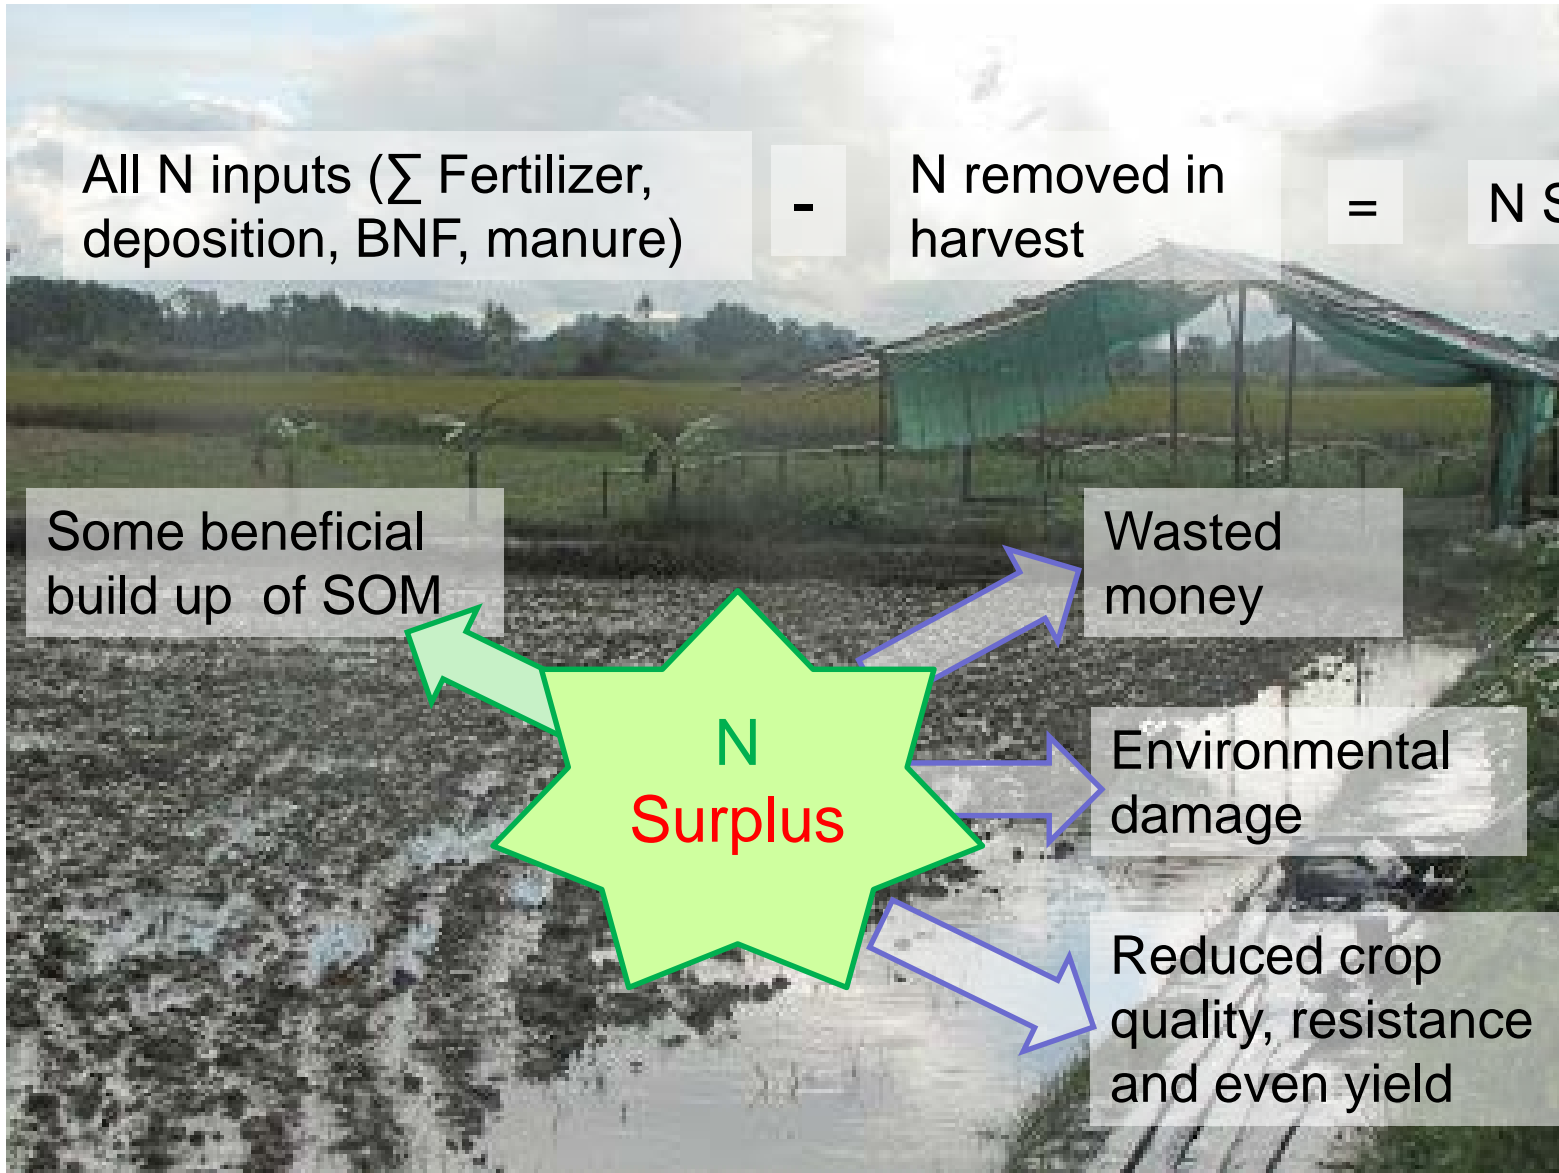 All N inputs (∑ Fertilizer,
deposition, BNF, manure)
-
N removed in
harvest
=
N
Some beneficial
build up of SOM
Wasted
money
N
Surplus
Environmental
damage
Reduced crop
quality, resistance
and even yield